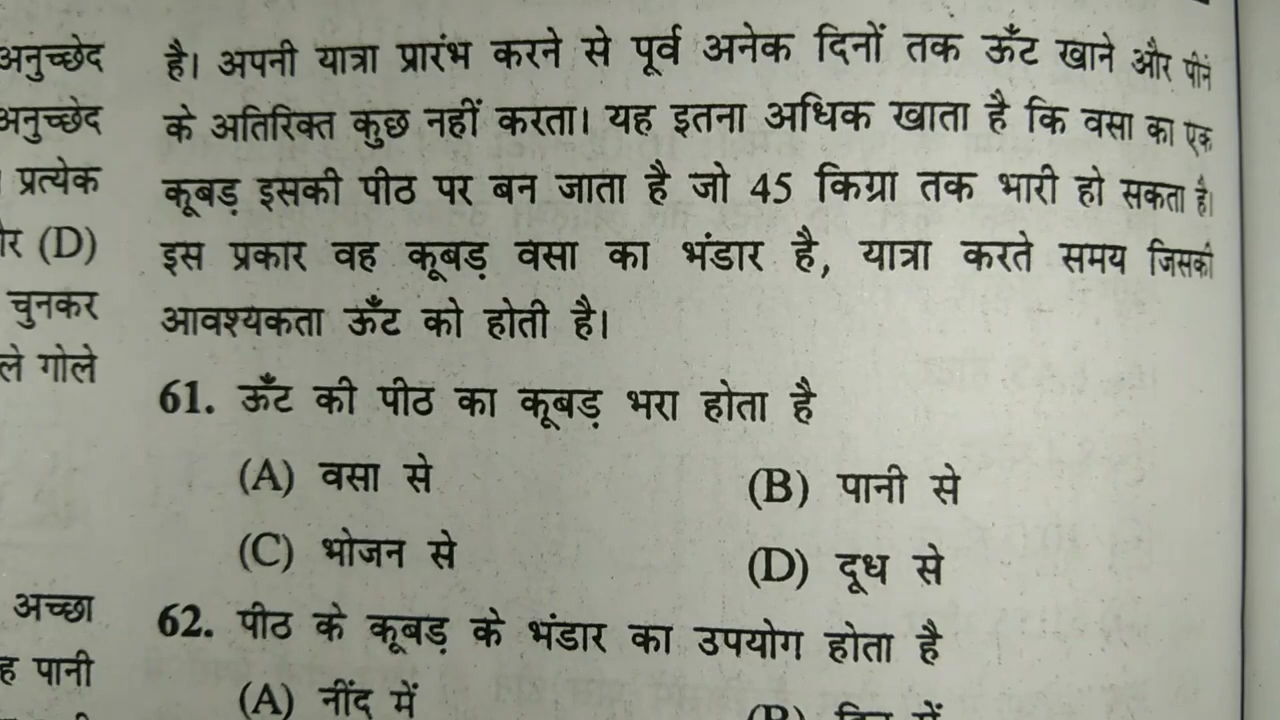 अनुच्छेद
अनुच्छेद
प्रत्येक
(D)
चुनकर
गोले
अच्छा
पानी
है। अपनी यात्रा प्रारंभ करने से पूर्व अनेक दिनों तक ऊँट खाने और पीने
के अतिरिक्त कुछ नहीं करता। यह इतना अधिक खाता है कि वसा का एक
कूबड़ इसकी पीठ पर बन जाता है जो 45 किग्रा तक भारी हो सकता है।
इस प्रकार वह कूबड़ वसा का भंडार है, यात्रा करते समय जिसकी
आवश्यकता ऊँट को होती है।
61. ऊँट की पीठ का कूबड़ भरा होता है
(A) वसा से
(B) पानी से
(C) भोजन से
(D) दूध से
62. पीठ के कूबड़ के भंडार का उपयोग होता है
(A) नींद में
(B) में